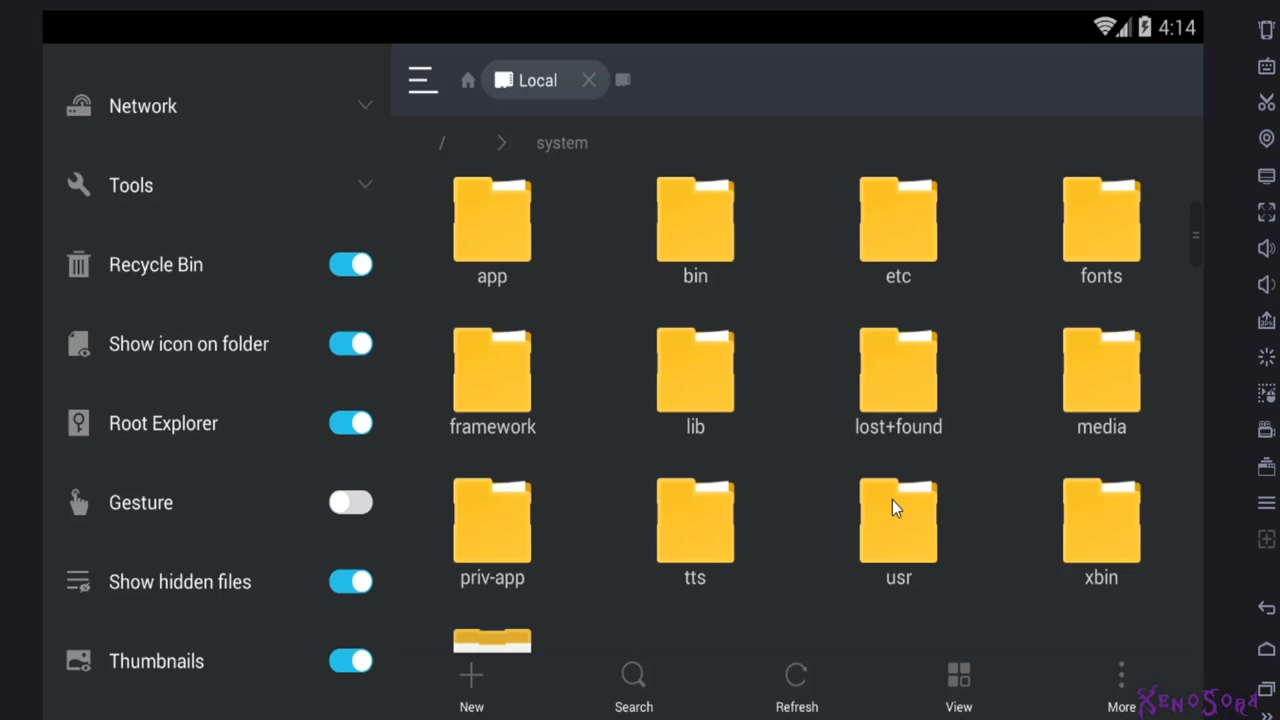 4:14
Network
Tools
Recycle Bin
Show icon on folder
Root Explorer
Gesture
Show hidden files
Thumbnails
Local
/ > system
app bin etc fonts
framework lib lost+found media
priv-app tts usr xbin
New Search Refresh View More
XenoSora